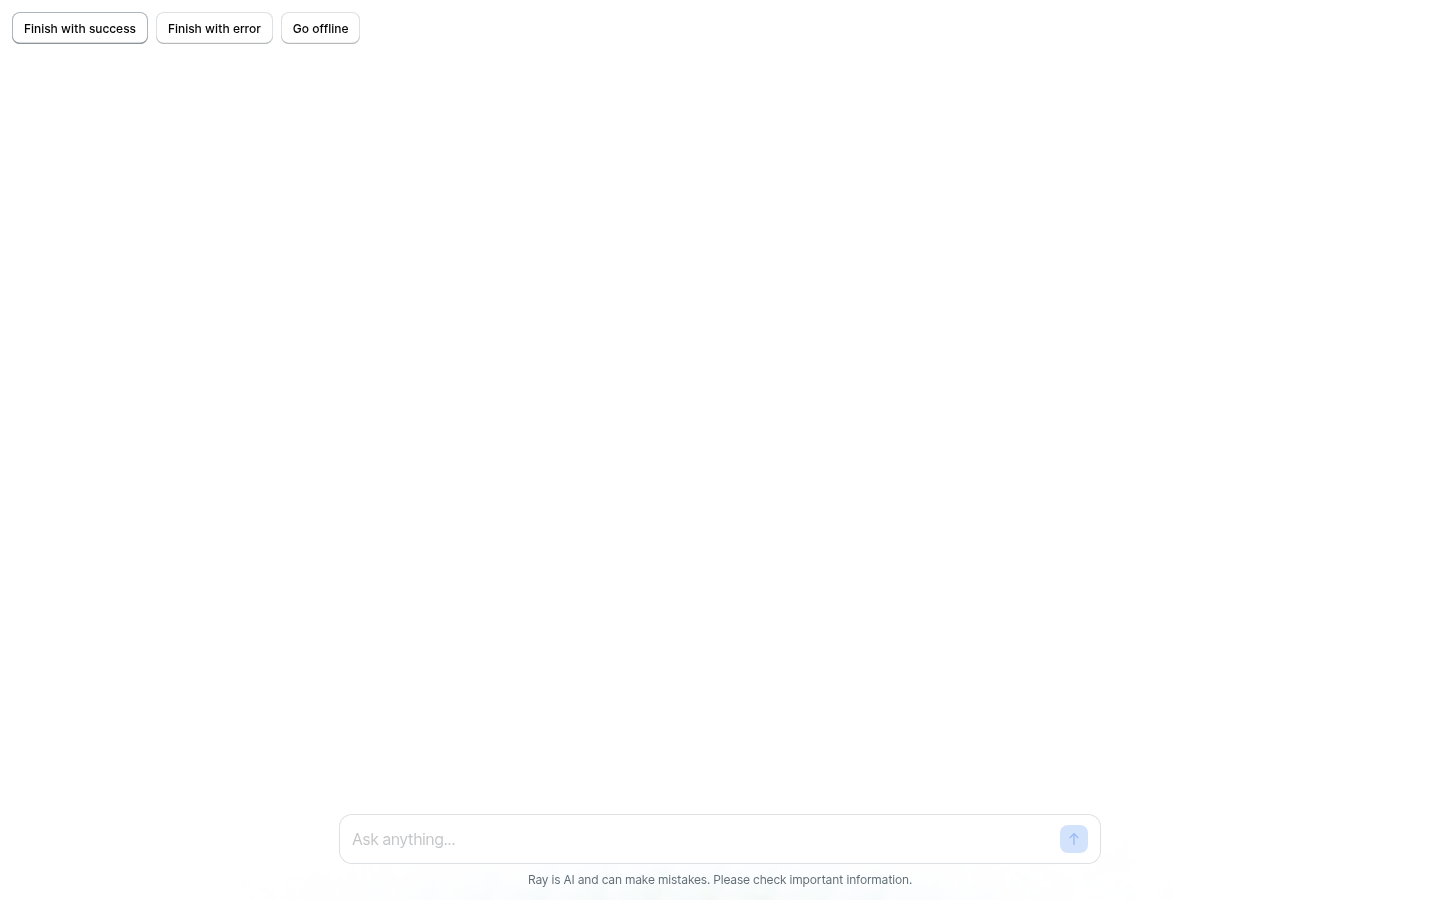 Finish with success
Finish with error
Go offline
Ask anything...
Ray is AI and can make mistakes. Please check important information.